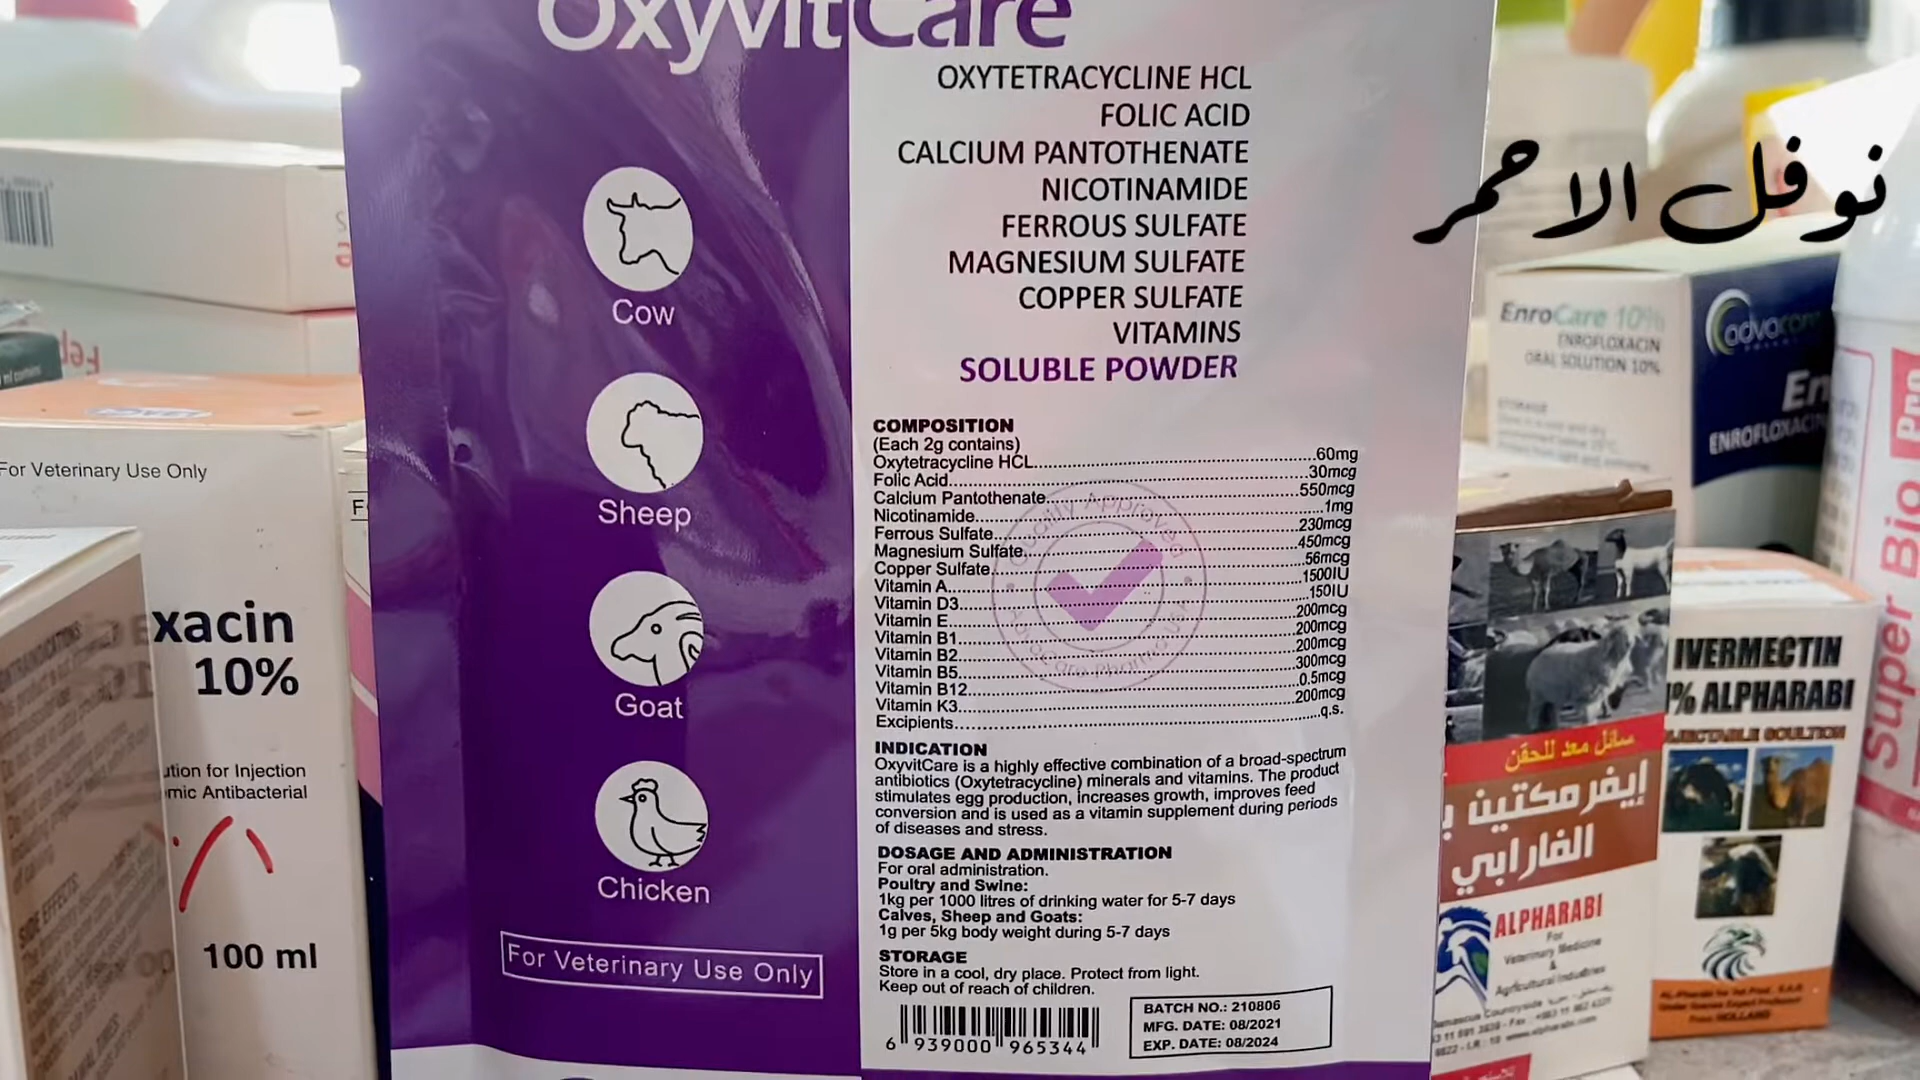 OxyvitCare
OXYTETRACYCLINE HCL
FOLIC ACID
CALCIUM PANTOTHENATE
NICOTINAMIDE
FERROUS SULFATE
MAGNESIUM SULFATE
COPPER SULFATE
VITAMINS
SOLUBLE POWDER
Cow
Sheep
Goat
Chicken
For Veterinary Use Only
COMPOSITION
(Each 2g contains)
Oxytetracycline HCL 60mg
Folic Acid 30mcg
Calcium Pantothenate 550mcg
Nicotinamide 1mg
Ferrous Sulfate 230mcg
Magnesium Sulfate 450mcg
Copper Sulfate 56mcg
Vitamin A 1500IU
Vitamin D3 150IU
Vitamin E 200mcg
Vitamin B1 200mcg
Vitamin B2 200mcg
Vitamin B5 300mcg
Vitamin B12 0.5mcg
Vitamin K3 200mcg
Excipients q.s.
Quality Approved
AdvaCare Pharma USA
INDICATION
OxyvitCare is a highly effective combination of a broad-spectrum
antibiotics (Oxytetracycline) minerals and vitamins. The product
stimulates egg production, increases growth, improves feed
conversion and is used as a vitamin supplement during periods
of diseases and stress.
DOSAGE AND ADMINISTRATION
For oral administration.
Poultry and Swine:
1kg per 1000 litres of drinking water for 5-7 days
Calves, Sheep and Goats:
1g per 5kg body weight during 5-7 days
STORAGE
Store in a cool, dry place. Protect from light.
Keep out of reach of children.
6 939000 965344
BATCH NO.: 210806
MFG. DATE: 08/2021
EXP. DATE: 08/2024
نوفل الاحمر
For Veterinary Use Only
xacin
10%
ution for Injection
mic Antibacterial
100 ml
SIDE EFFECTS:
EnroCare 10%
ENROFLOXACIN
ORAL SOLUTION 10%
advacare
En
ENROFLOXACIN
Super Bio Pro
سائل معد للحقن
إيفرمكتين ب
الفارابي
ALPHARABI
For
Veterinary Medicine
&
Agricultural Industries
IVERMECTIN
1% ALPHARABI
INJECTABLE SOULTION